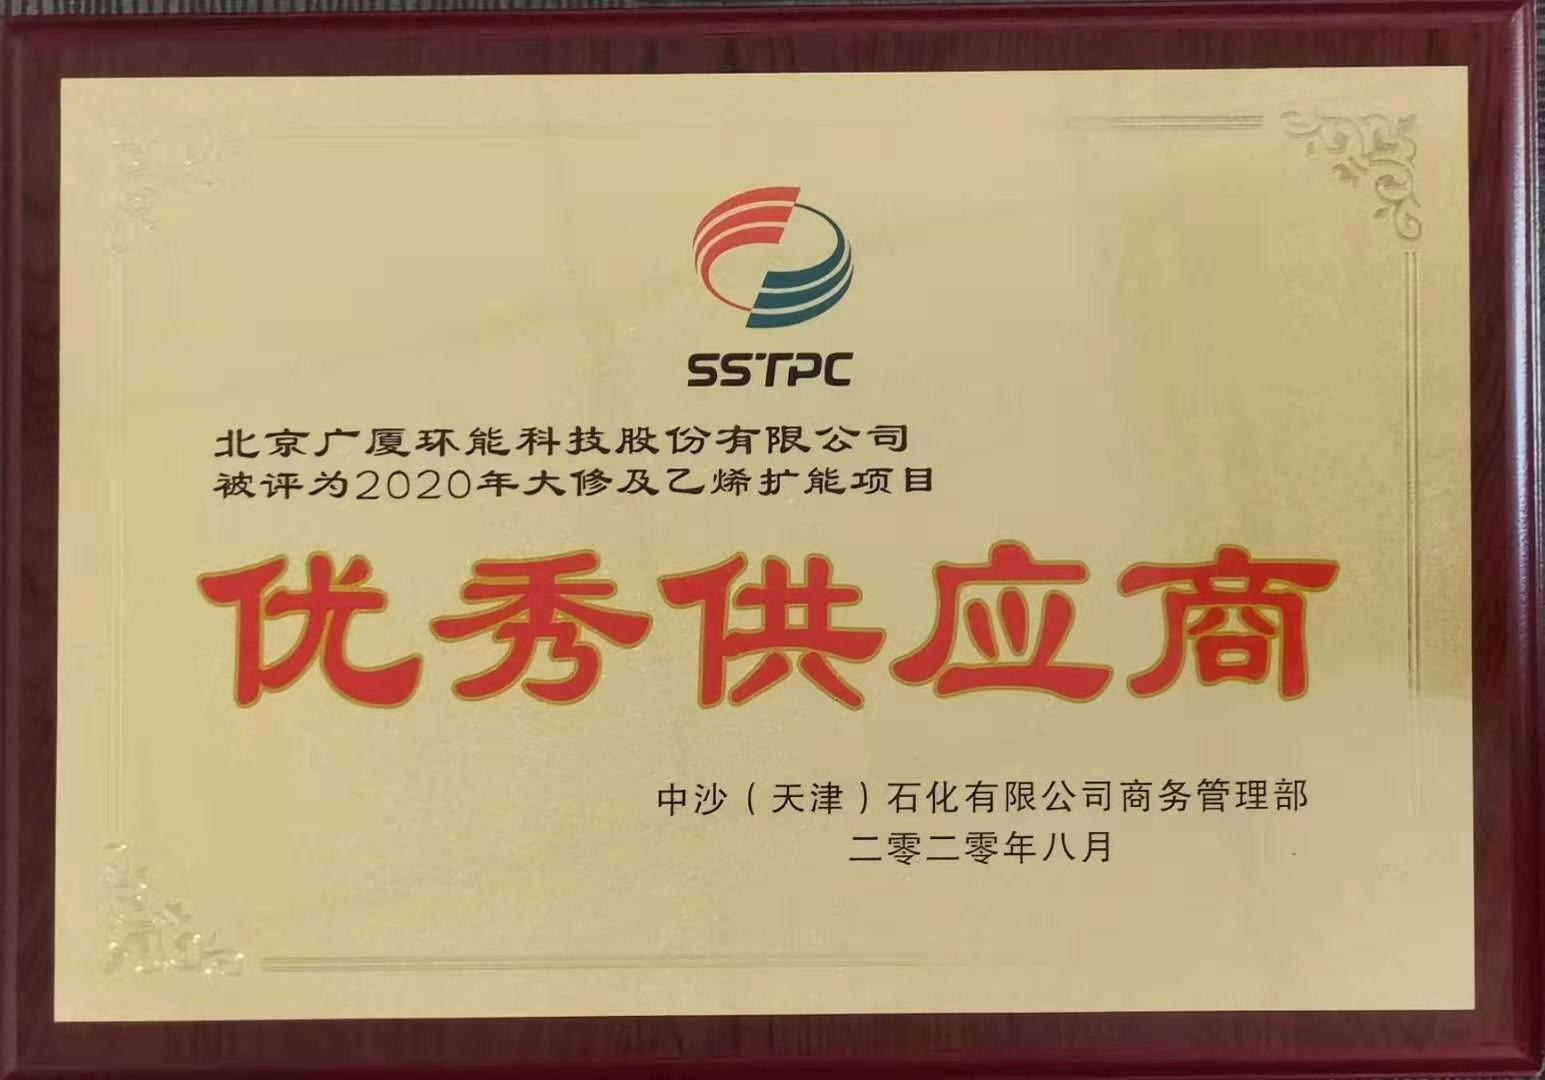 SSTPC
北京广厦环能科技股份有限公司
被评为2020年大修及乙烯扩能项目
优秀供应商
中沙（天津）石化有限公司商务管理部
二零二零年八月